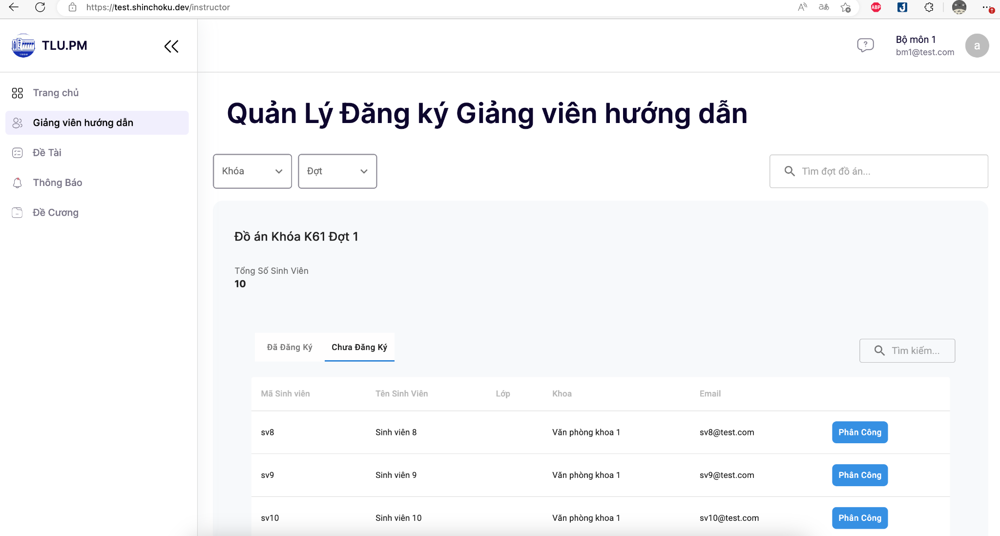 https://test.shinchoku.dev/instructor
ABP
TLU.PM
Bộ môn 1
bm1@test.com
a
Trang chủ
Giảng viên hướng dẫn
Đề Tài
Thông Báo
Đề Cương
Quản Lý Đăng ký Giảng viên hướng dẫn
Khóa
Đợt
Tìm đợt đồ án...
Đồ án Khóa K61 Đợt 1
Tổng Số Sinh Viên
10
Đã Đăng Ký
Chưa Đăng Ký
Tìm kiếm...
Mã Sinh viên Tên Sinh Viên Lớp Khoa Email
sv8 Sinh viên 8 Văn phòng khoa 1 sv8@test.com Phân Công
sv9 Sinh viên 9 Văn phòng khoa 1 sv9@test.com Phân Công
sv10 Sinh viên 10 Văn phòng khoa 1 sv10@test.com Phân Công